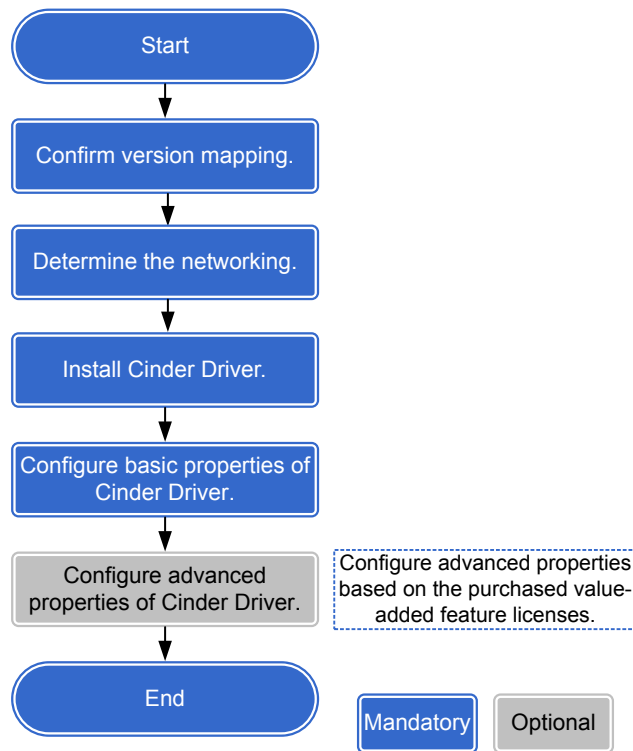 Start
Confirm version mapping.
Determine the networking.
Install Cinder Driver.
Configure basic properties of
Cinder Driver.
Configure advanced
properties of Cinder Driver.
Configure advanced properties
based on the purchased value-
added feature licenses.
End
Mandatory
Optional